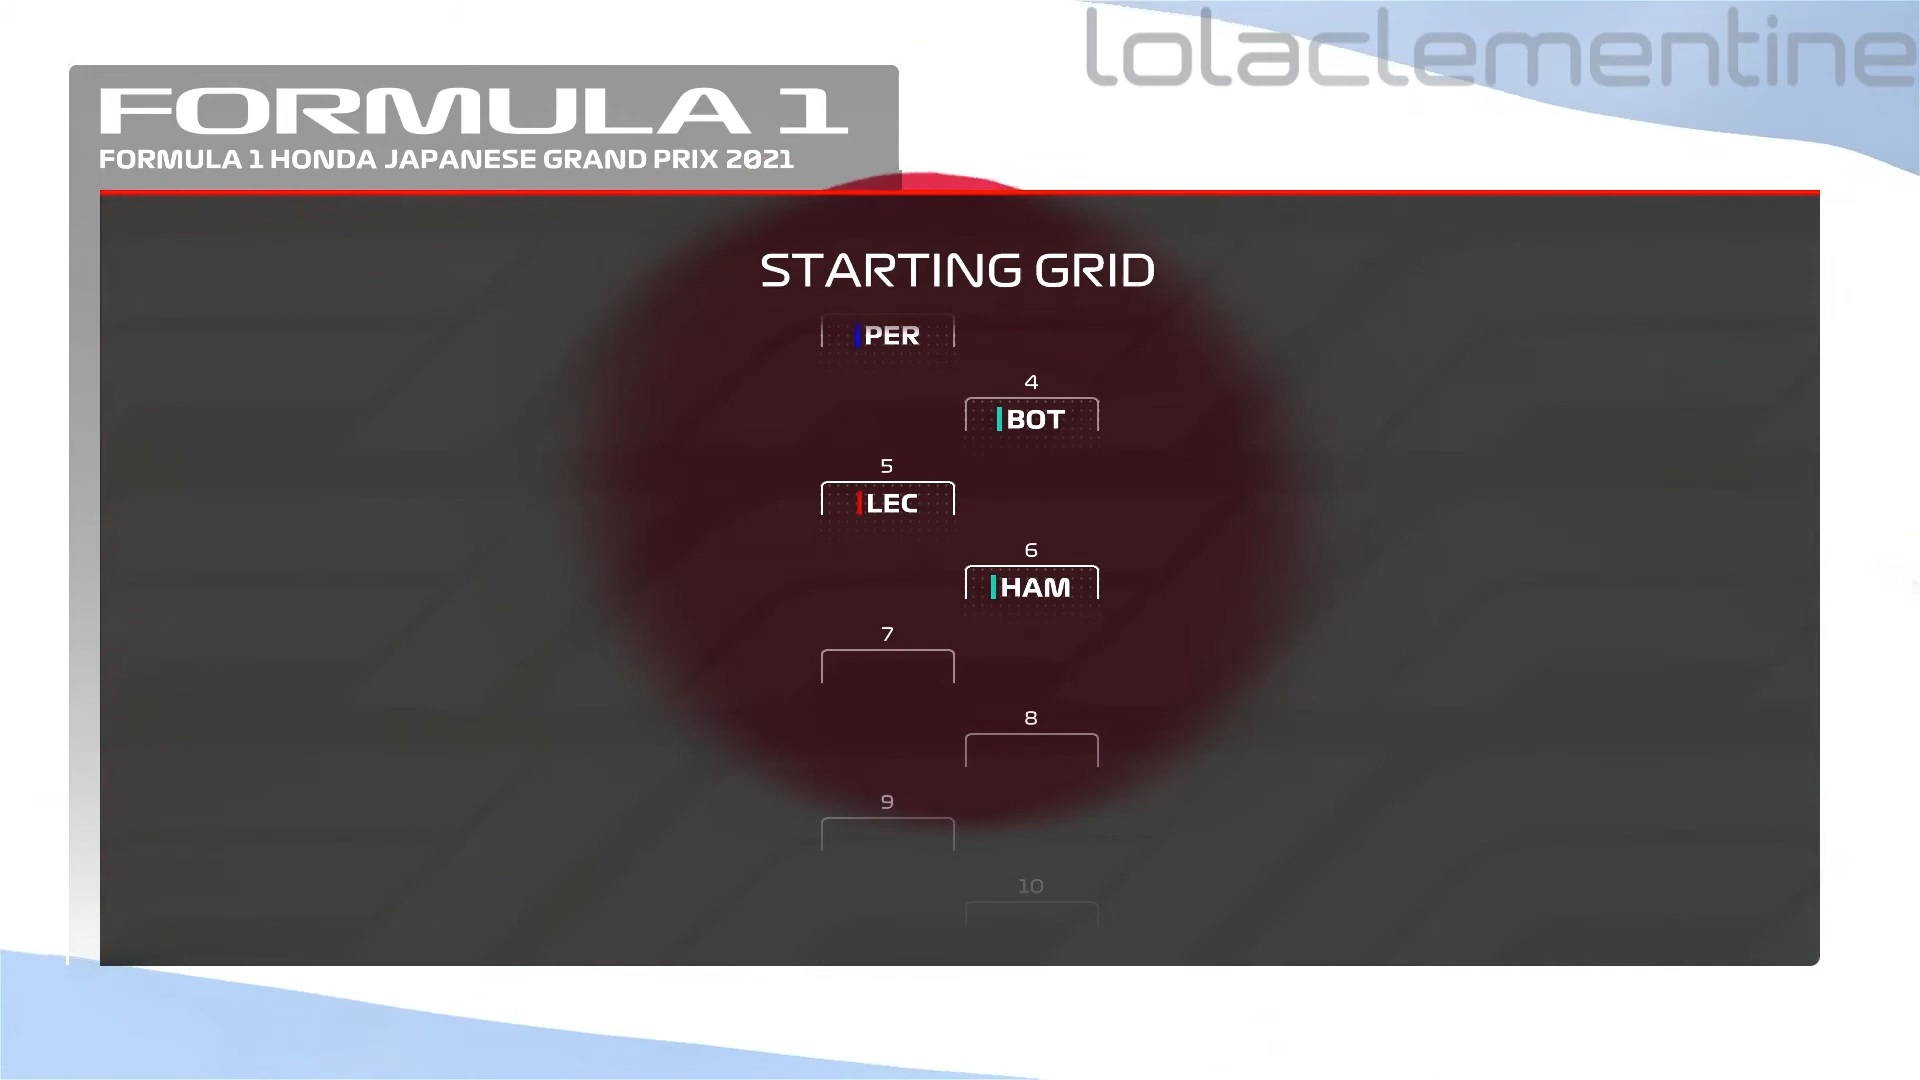 lolaclementine
FORMULA 1
FORMULA 1 HONDA JAPANESE GRAND PRIX 2021
STARTING GRID
PER
4
BOT
5
LEC
6
HAM
7
8
9
10